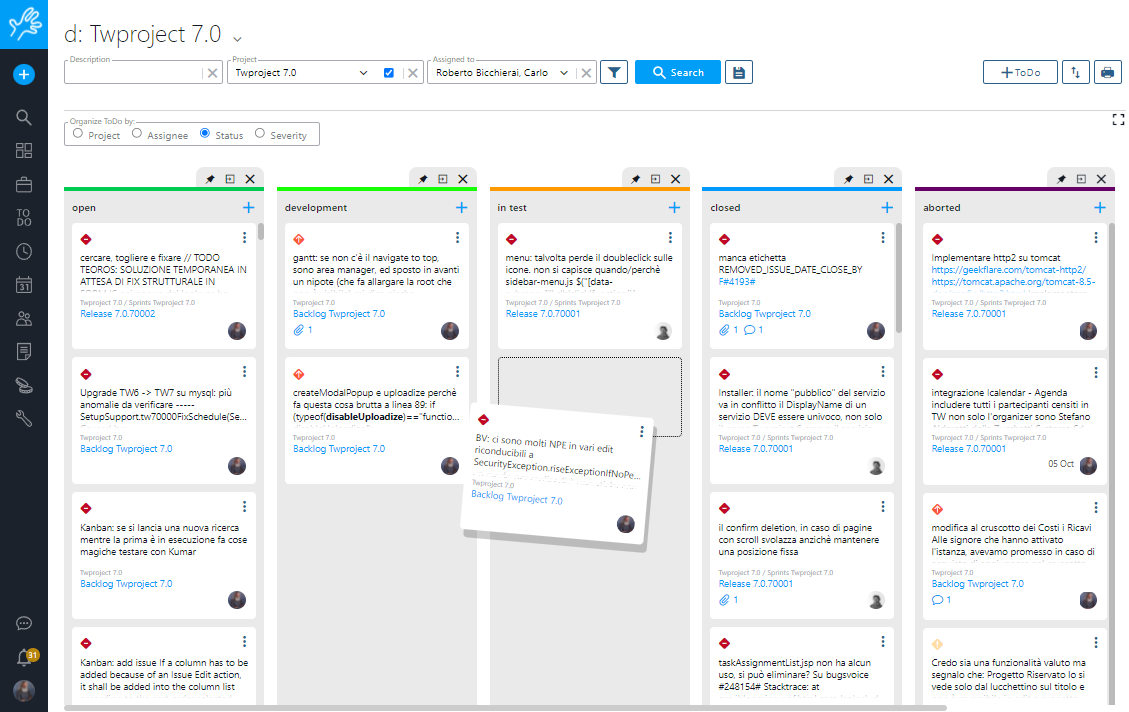 d: Twproject 7.0
Description
Project
Twproject 7.0
Assigned to
Roberto Bicchierai, Carlo
Search
ToDo
Organize ToDo by:
Project
Assignee
Status
Severity
TO
DO
31
31
open
cercare, togliere e fixare // TODO
TEOROS; SOLUZIONE TEMPORANEA IN
ATTESA DI FIX STRUTTURALE IN
Twproject 7.0 / Sprints Twproject 7.0
Release 7.0.70002
Upgrade TW6 -> TW7 su mysql: più
anomalie da verificare -----
SetupSupport.tw70000FixSchedule(Se...
Twproject 7.0
Backlog Twproject 7.0
Kanban: se si lancia una nuova ricerca
mentre la prima è in esecuzione fa cose
magiche testare con Kumar
Twproject 7.0
Backlog Twproject 7.0
Kanban: add issue If a column has to be
added because of an Issue Edit action,
it shall be added into the column list
development
gantt: se non c'è il navigate to top,
sono area manager, ed sposto in avanti
un nipote (che fa allargare la root che
Twproject 7.0
Backlog Twproject 7.0
1
createModalPopup e uploadize perchè
fa questa cosa brutta a linea 89: if
(typeof(disableUploadize)=="functio...
Twproject 7.0
Backlog Twproject 7.0
in test
menu: talvolta perde il doubleclick sulle
icone. non si capisce quando/perchè
sidebar-menu.js $("[data-
Twproject 7.0 / Sprints Twproject 7.0
Release 7.0.70001
BV: ci sono molti NPE in vari edit
riconducibili a
SecurityException.riseExceptionIfNoPe...
Twproject 7.0
Backlog Twproject 7.0
closed
manca etichetta
REMOVED_ISSUE_DATE_CLOSE_BY
F#4193#
Twproject 7.0
Backlog Twproject 7.0
1 1
Installer: il nome "pubblico" del servizio
va in conflitto il DisplayName di un
servizio DEVE essere univoco, non solo
Twproject 7.0 / Sprints Twproject 7.0
Release 7.0.70001
il confirm deletion, in caso di pagine
con scroll svolazza anzichè mantenere
una posizione fissa
Twproject 7.0 / Sprints Twproject 7.0
Release 7.0.70001
1
taskAssignmentList.jsp non ha alcun
uso, si può eliminare? Su bugsvoice
#248154# Stacktrace: at
aborted
Implementare http2 su tomcat
https://geekflare.com/tomcat-http2/
https://tomcat.apache.org/tomcat-8.5-
Twproject 7.0 / Sprints Twproject 7.0
Release 7.0.70001
integrazione Icalendar - Agenda
includere tutti i partecipanti censiti in
TW non solo l'organizer sono Stefano
Twproject 7.0 / Sprints Twproject 7.0
Release 7.0.70001
05 Oct
modifica al cruscotto dei Costi i Ricavi
Alle signore che hanno attivato
l'istanza, avevamo promesso in caso di
Twproject 7.0
Backlog Twproject 7.0
1
Credo sia una funzionalità valuto ma
segnalo che: Progetto Riservato lo si
vede solo dal lucchettino sul titolo e